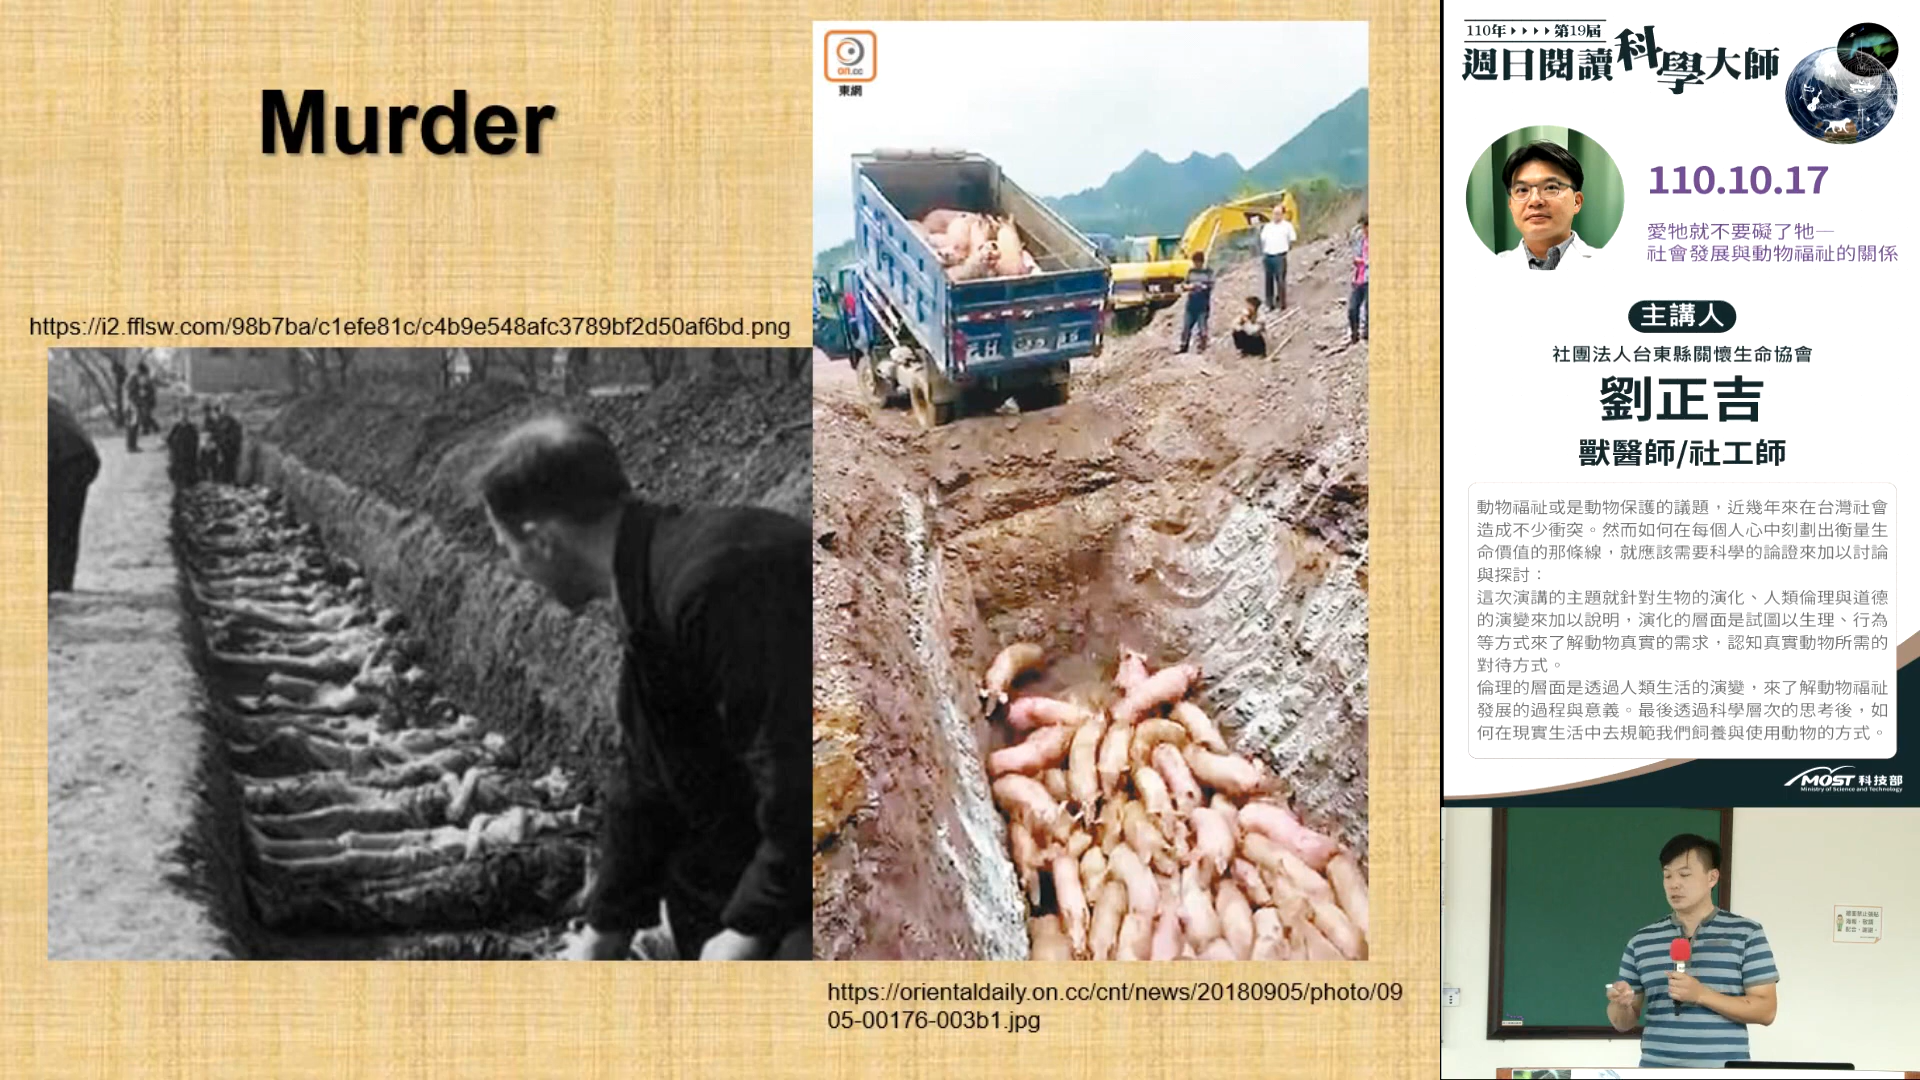 Murder
https://i2.fflsw.com/98b7ba/c1efe81c/c4b9e548afc3789bf2d50af6bd.png
on.cc
東網
https://orientaldaily.on.cc/cnt/news/20180905/photo/09
05-00176-003b1.jpg
110年 第19屆
週日閱讀科學大師
110.10.17
愛牠就不要礙了牠—
社會發展與動物福祉的關係
主講人
社團法人台東縣關懷生命協會
劉正吉
獸醫師/社工師
動物福祉或是動物保護的議題，近幾年來在台灣社會
造成不少衝突。然而如何在每個人心中刻劃出衡量生
命價值的那條線，就應該需要科學的論證來加以討論
與探討：
這次演講的主題就針對生物的演化、人類倫理與道德
的演變來加以說明，演化的層面是試圖以生理、行為
等方式來了解動物真實的需求，認知真實動物所需的
對待方式。
倫理的層面是透過人類生活的演變，來了解動物福祉
發展的過程與意義。最後透過科學層次的思考後，如
何在現實生活中去規範我們飼養與使用動物的方式。
MOST 科技部
Ministry of Science and Technology